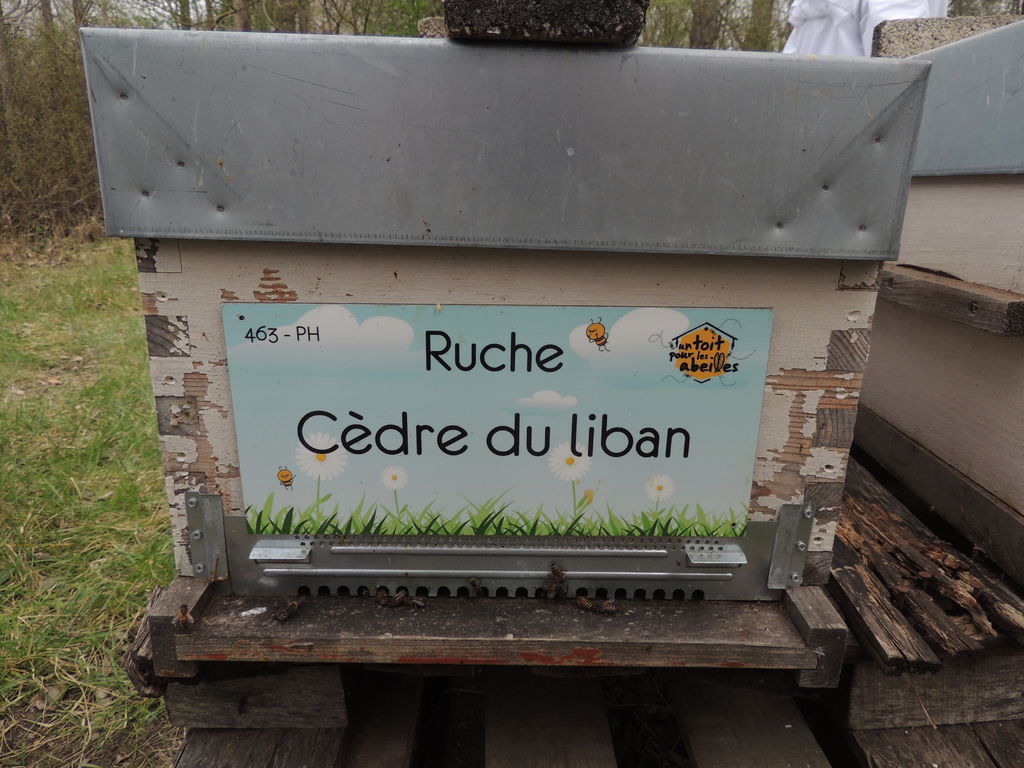 463 - PH
Ruche
un toit
pour les
abeilles
Cèdre du liban